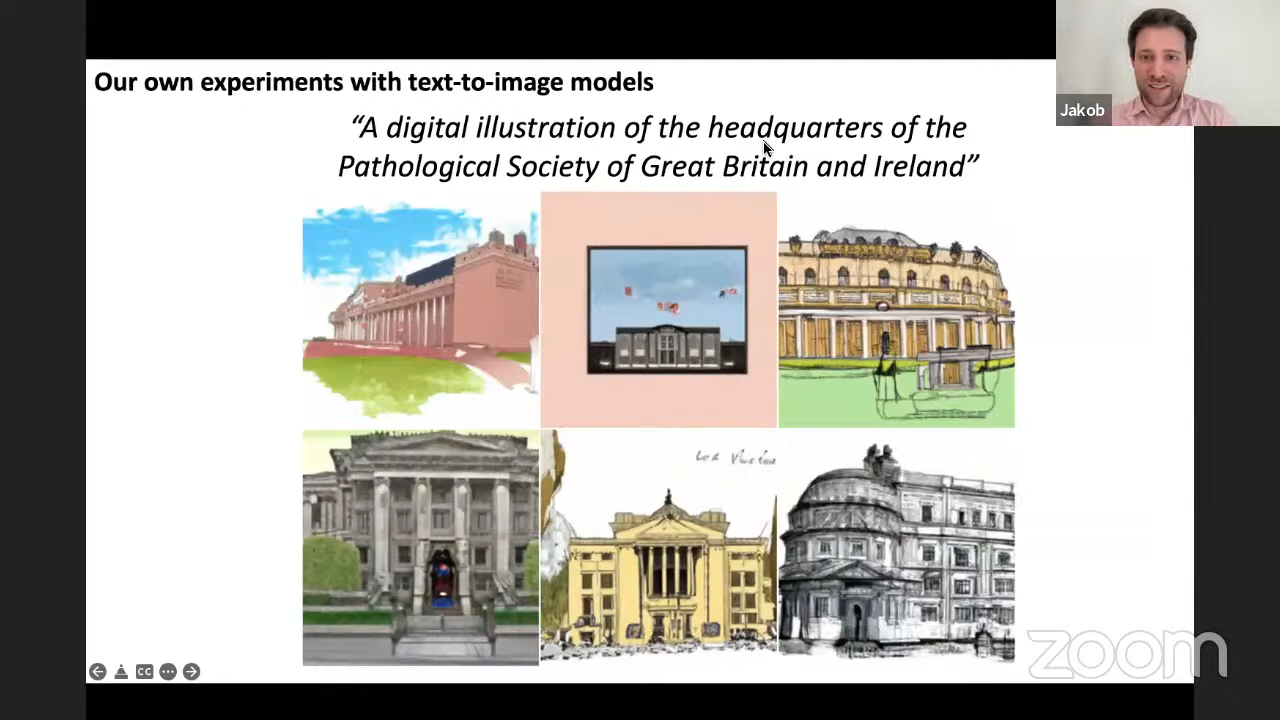 Our own experiments with text-to-image models
Jakob
“A digital illustration of the headquarters of the
Pathological Society of Great Britain and Ireland”
CC
zoom